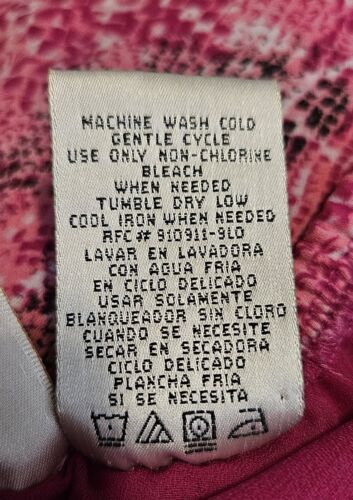 MACHINE WASH COLD
GENTLE CYCLE
USE ONLY NON-CHLORINE
BLEACH
WHEN NEEDED
TUMBLE DRY LOW
COOL IRON WHEN NEEDED
RFC # 910911-9L0
LAVAR EN LAVADORA
CON AGUA FRIA
EN CICLO DELICADO
USAR SOLAMENTE
BLANQUEADOR SIN CLORO
CUANDO SE NECESITE
SECAR EN SECADORA
CICLO DELICADO
PLANCHA FRIA
SI SE NECESITA